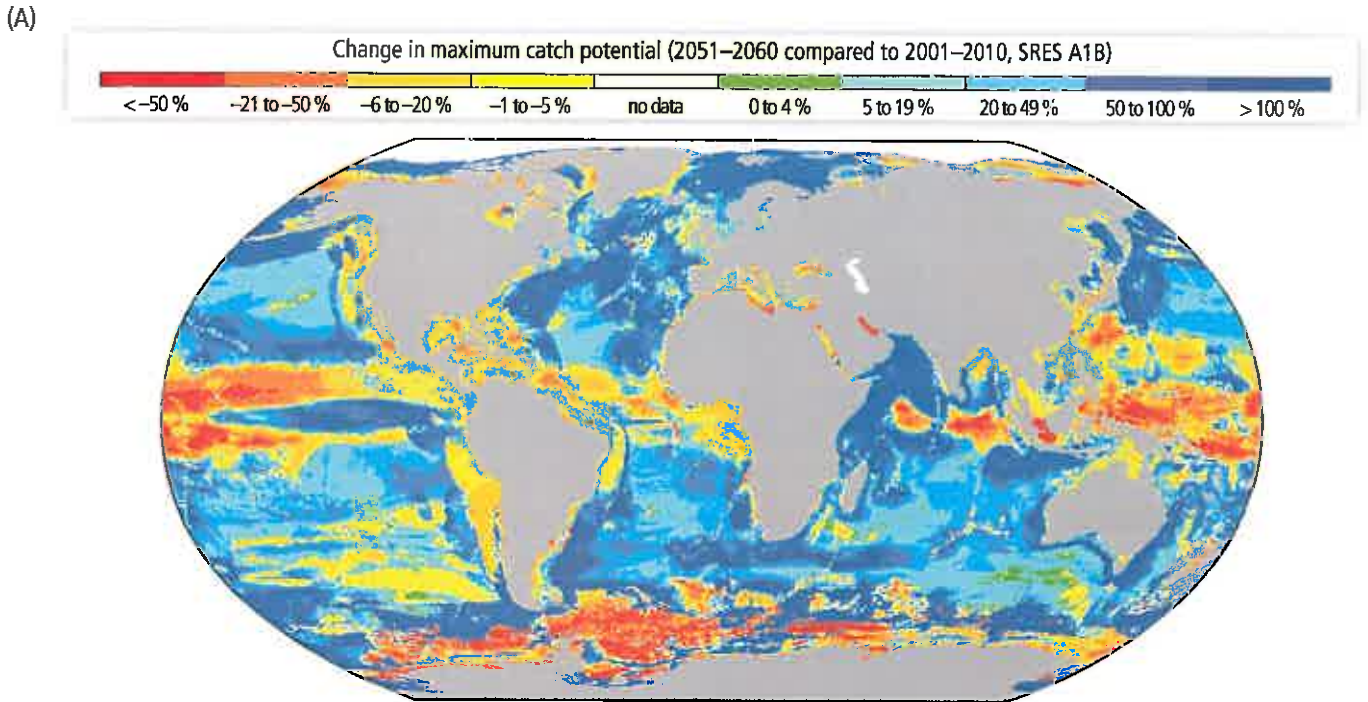 (A)
Change in maximum catch potential (2051–2060 compared to 2001–2010, SRES A1B)
< –50 % –21 to –50 % –6 to –20 % –1 to –5 % no data 0 to 4 % 5 to 19 % 20 to 49 % 50 to 100 % > 100 %